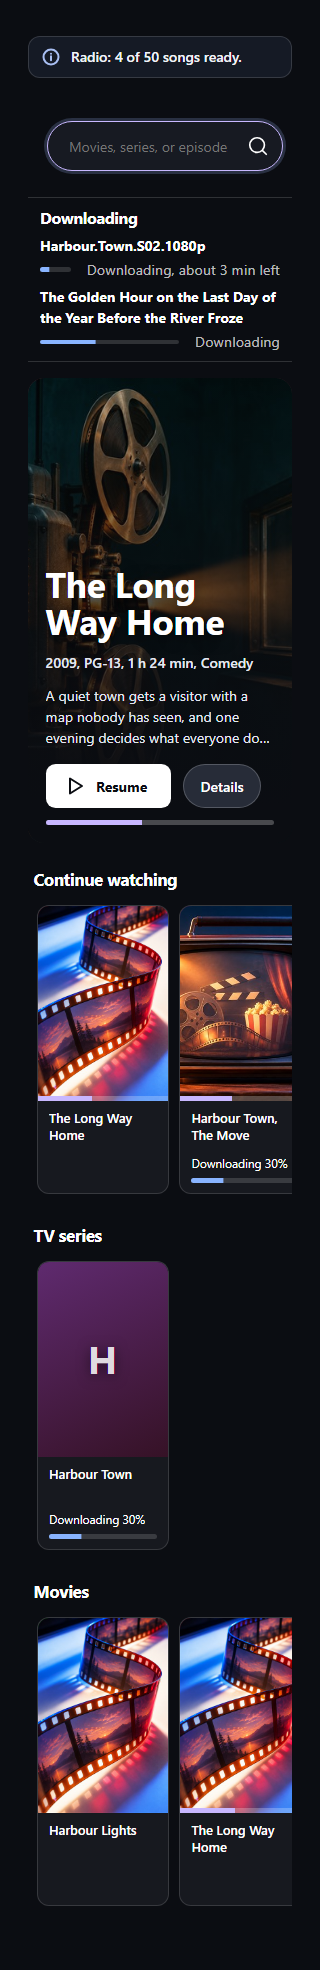 Radio: 4 of 50 songs ready.
Movies, series, or episode
Downloading
Harbour.Town.S02.1080p
Downloading, about 3 min left
The Golden Hour on the Last Day of
the Year Before the River Froze
Downloading
The Long
Way Home
2009, PG-13, 1 h 24 min, Comedy
A quiet town gets a visitor with a
map nobody has seen, and one
evening decides what everyone do...
Resume
Details
Continue watching
The Long Way
Home
Harbour Town,
The Move
Downloading 30%
TV series
H
Harbour Town
Downloading 30%
Movies
Harbour Lights
The Long Way
Home